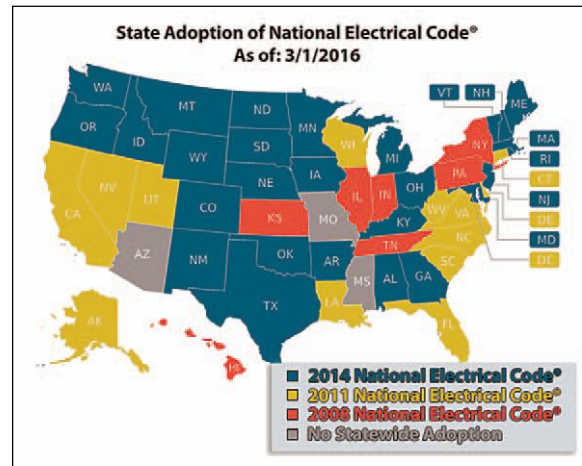 State Adoption of National Electrical Code®
As of: 3/1/2016
WA
MT
ND
MN
VT
NH
ME
OR
ID
WY
SD
WI
MI
NY
MA
RI
CT
NJ
DE
MD
DC
NV
UT
CA
CO
NE
IA
IL
IN
OH
PA
KS
MO
KY
WV
VA
AZ
NM
OK
AR
TN
NC
SC
TX
LA
MS
AL
GA
FL
AK
HI
2014 National Electrical Code®
2011 National Electrical Code®
2008 National Electrical Code®
No Statewide Adoption